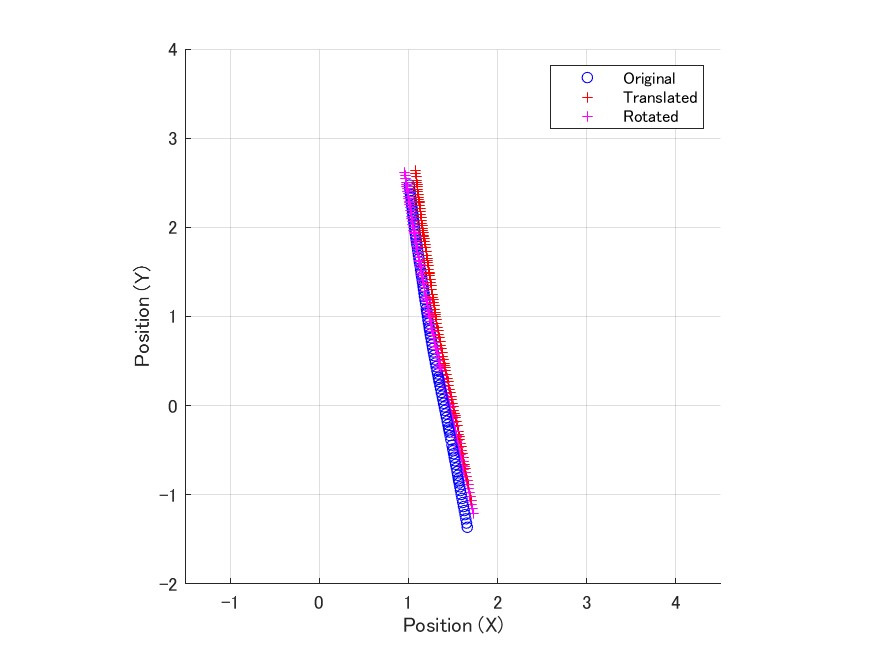 4
3
2
1
0
−1
−2
−1
0
1
2
3
4
Position (X)
Position (Y)
Original
Translated
Rotated